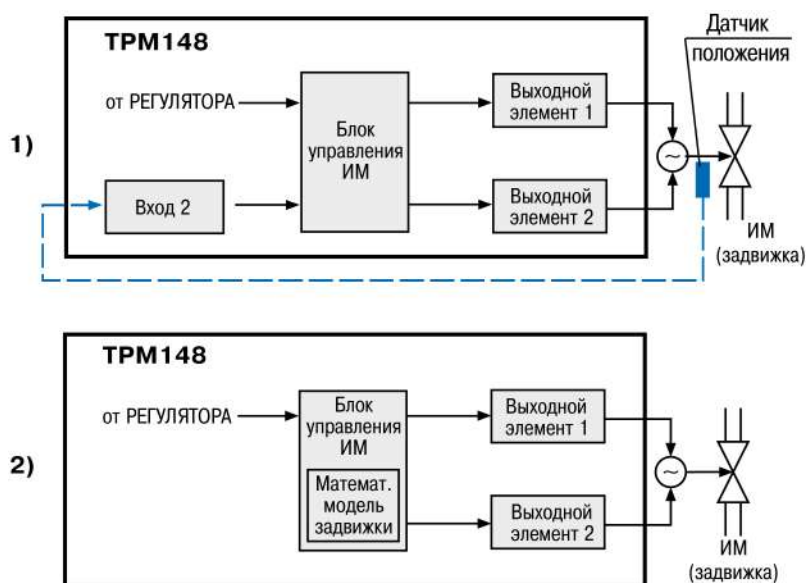 ТРМ148
Датчик
положения
1)
от РЕГУЛЯТОРА
Блок
управления
ИМ
Выходной
элемент 1
Вход 2
Выходной
элемент 2
~
ИМ
(задвижка)
ТРМ148
2)
от РЕГУЛЯТОРА
Блок
управления
ИМ
Математ.
модель
задвижки
Выходной
элемент 1
Выходной
элемент 2
~
ИМ
(задвижка)